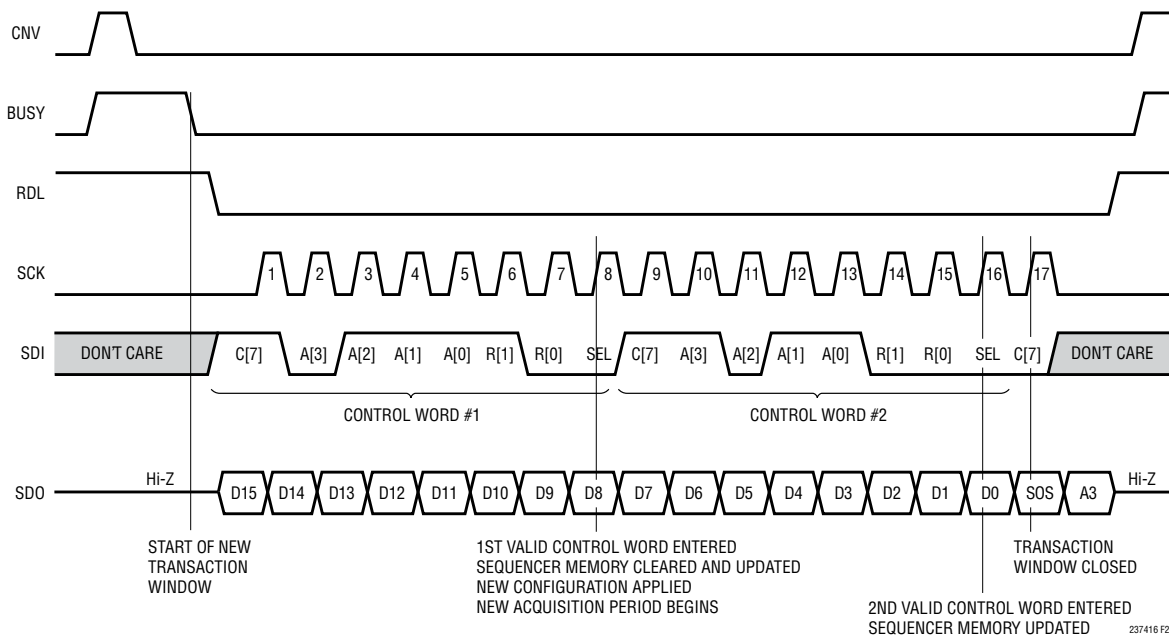 CNV
BUSY
RDL
SCK
1 2 3 4 5 6 7 8 9 10 11 12 13 14 15 16 17
SDI
DON'T CARE C[7] A[3] A[2] A[1] A[0] R[1] R[0] SEL C[7] A[3] A[2] A[1] A[0] R[1] R[0] SEL C[7] DON'T CARE
CONTROL WORD #1
CONTROL WORD #2
SDO
Hi-Z D15 D14 D13 D12 D11 D10 D9 D8 D7 D6 D5 D4 D3 D2 D1 D0 SOS A3 Hi-Z
START OF NEW
TRANSACTION
WINDOW
1ST VALID CONTROL WORD ENTERED
SEQUENCER MEMORY CLEARED AND UPDATED
NEW CONFIGURATION APPLIED
NEW ACQUISITION PERIOD BEGINS
TRANSACTION
WINDOW CLOSED
2ND VALID CONTROL WORD ENTERED
SEQUENCER MEMORY UPDATED
237416 F2